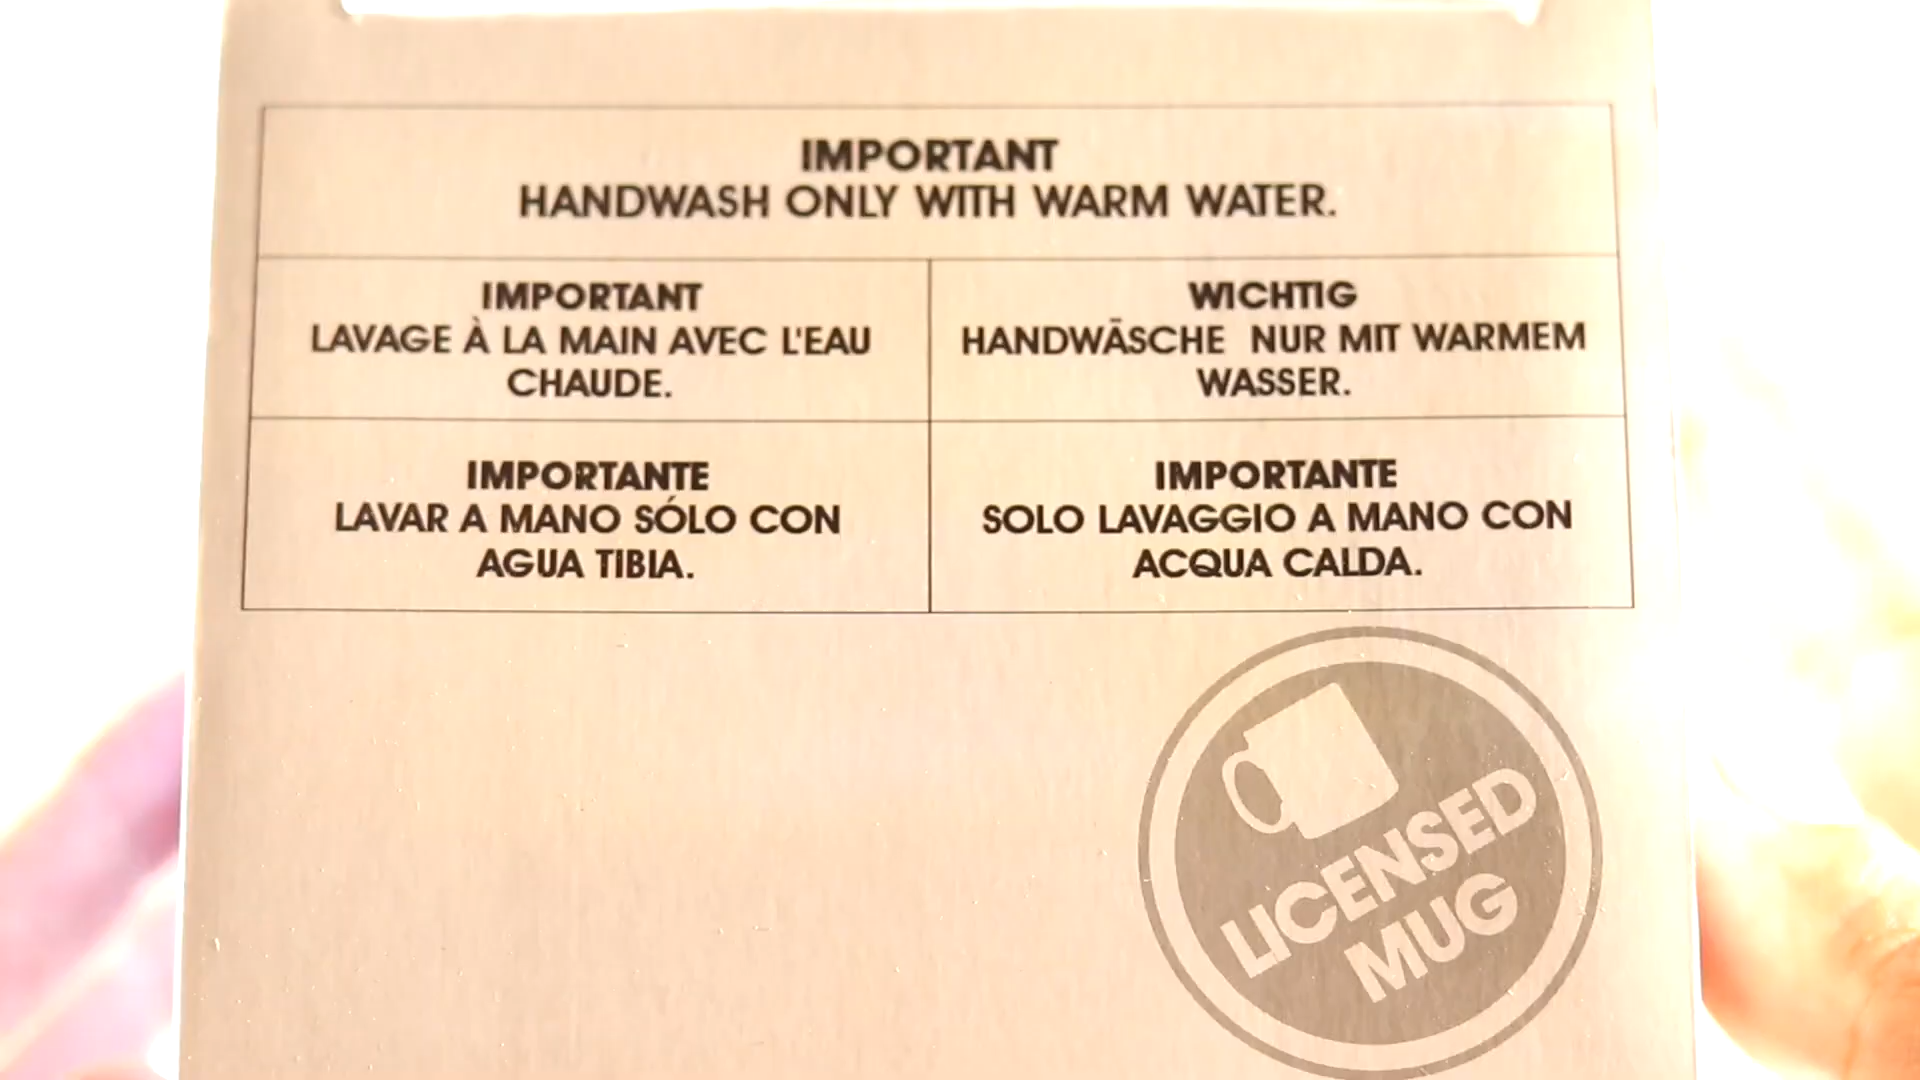 IMPORTANT
HANDWASH ONLY WITH WARM WATER.
IMPORTANT
LAVAGE À LA MAIN AVEC L'EAU
CHAUDE.
WICHTIG
HANDWÄSCHE NUR MIT WARMEM
WASSER.
IMPORTANTE
LAVAR A MANO SÓLO CON
AGUA TIBIA.
IMPORTANTE
SOLO LAVAGGIO A MANO CON
ACQUA CALDA.
LICENSED
MUG